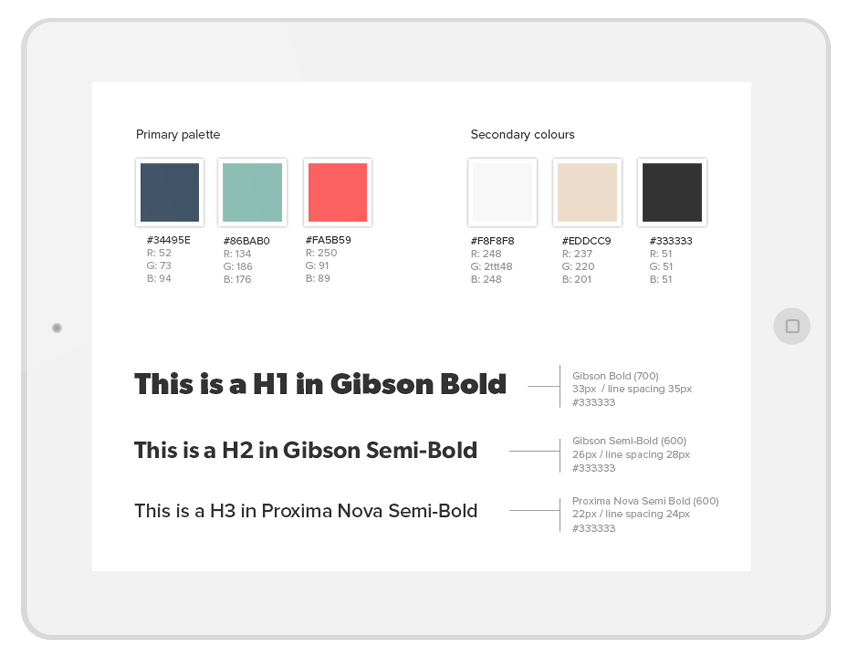 Primary palette
Secondary colours
#34495E
R: 52
G: 73
B: 94
#86BAB0
R: 134
G: 186
B: 176
#FA5B59
R: 250
G: 91
B: 89
#F8F8F8
R: 248
G: 2ttt48
B: 248
#EDDCC9
R: 237
G: 220
B: 201
#333333
R: 51
G: 51
B: 51
This is a H1 in Gibson Bold
Gibson Bold (700)
33px / line spacing 35px
#333333
This is a H2 in Gibson Semi-Bold
Gibson Semi-Bold (600)
26px / line spacing 28px
#333333
This is a H3 in Proxima Nova Semi-Bold
Proxima Nova Semi Bold (600)
22px / line spacing 24px
#333333